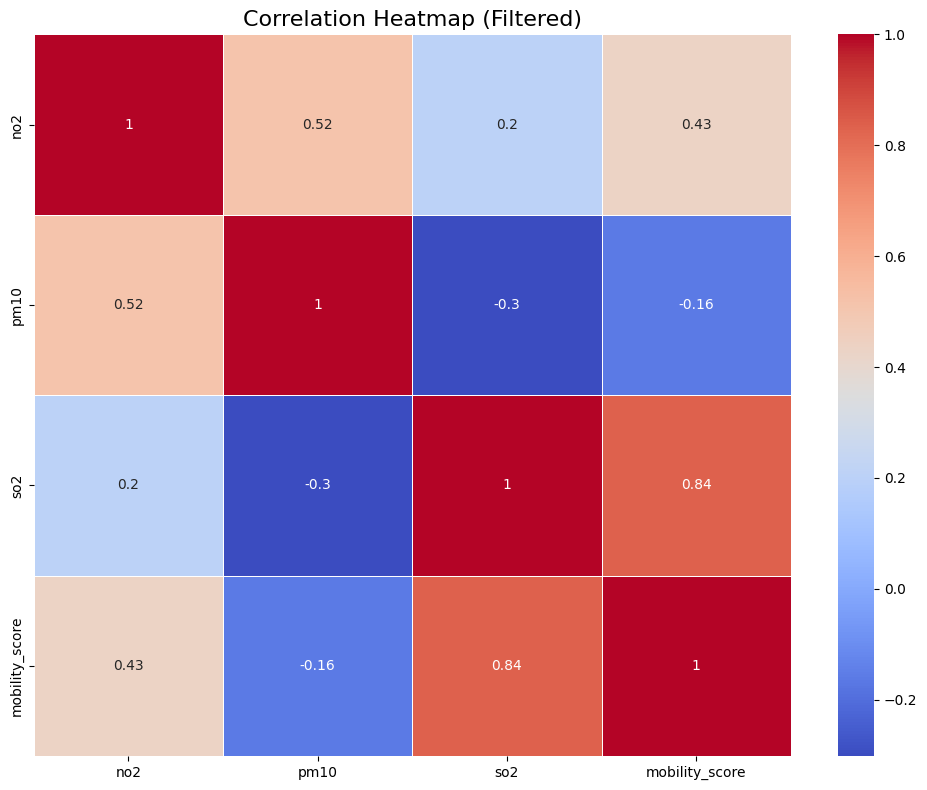 Correlation Heatmap (Filtered)
no2
1
0.52
0.2
0.43
pm10
0.52
1
-0.3
-0.16
so2
0.2
-0.3
1
0.84
mobility_score
0.43
-0.16
0.84
1
no2
pm10
so2
mobility_score
1.0
0.8
0.6
0.4
0.2
0.0
−0.2